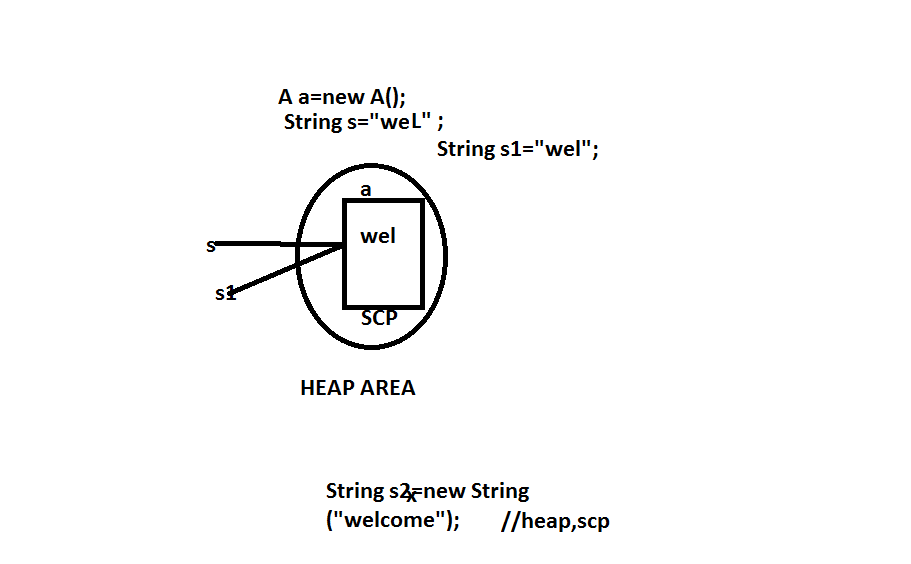 A a=new A();
String s="weL" ;
String s1="wel";
a
wel
s
s1
SCP
HEAP AREA
String s2=new String
x
("welcome"); //heap,scp